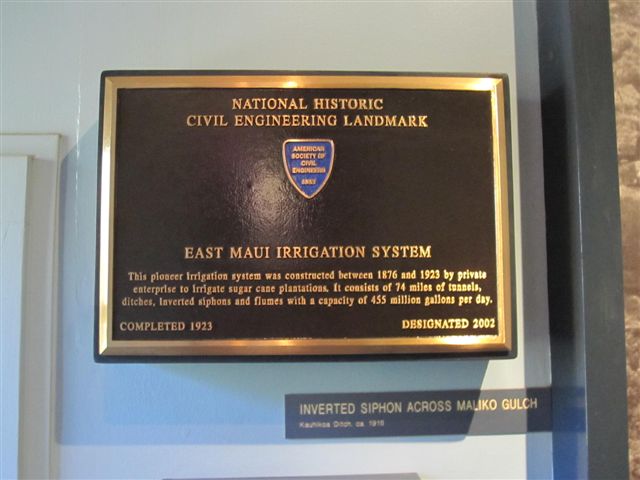 NATIONAL HISTORIC
CIVIL ENGINEERING LANDMARK
AMERICAN
SOCIETY OF
CIVIL
ENGINEERS
1852
EAST MAUI IRRIGATION SYSTEM
This pioneer irrigation system was constructed between 1876 and 1923 by private
enterprise to irrigate sugar cane plantations. It consists of 74 miles of tunnels,
ditches, inverted siphons and flumes with a capacity of 455 million gallons per day.
COMPLETED 1923
DESIGNATED 2002
INVERTED SIPHON ACROSS MALIKO GULCH
Kauhikoa Ditch, ca. 1915